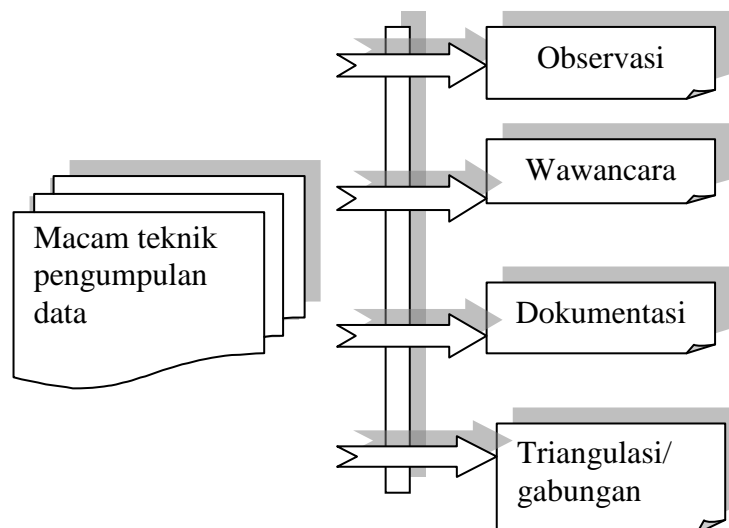 Macam teknik
pengumpulan
data
Observasi
Wawancara
Dokumentasi
Triangulasi/
gabungan